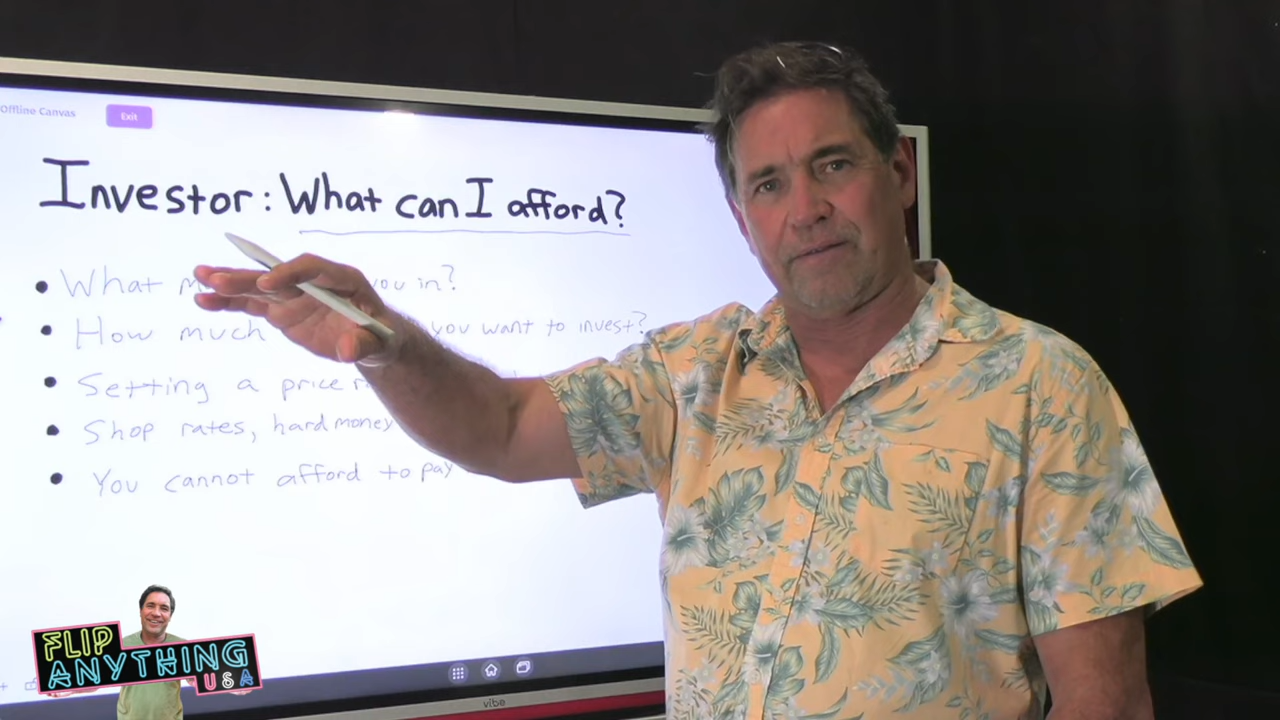 Offline Canvas
Exit
Investor: What can I afford?
What you in?
How much you want to invest?
Setting a price
Shop rates, hard money
You cannot afford to pay
FLIP
ANYTHING
USA
vibe